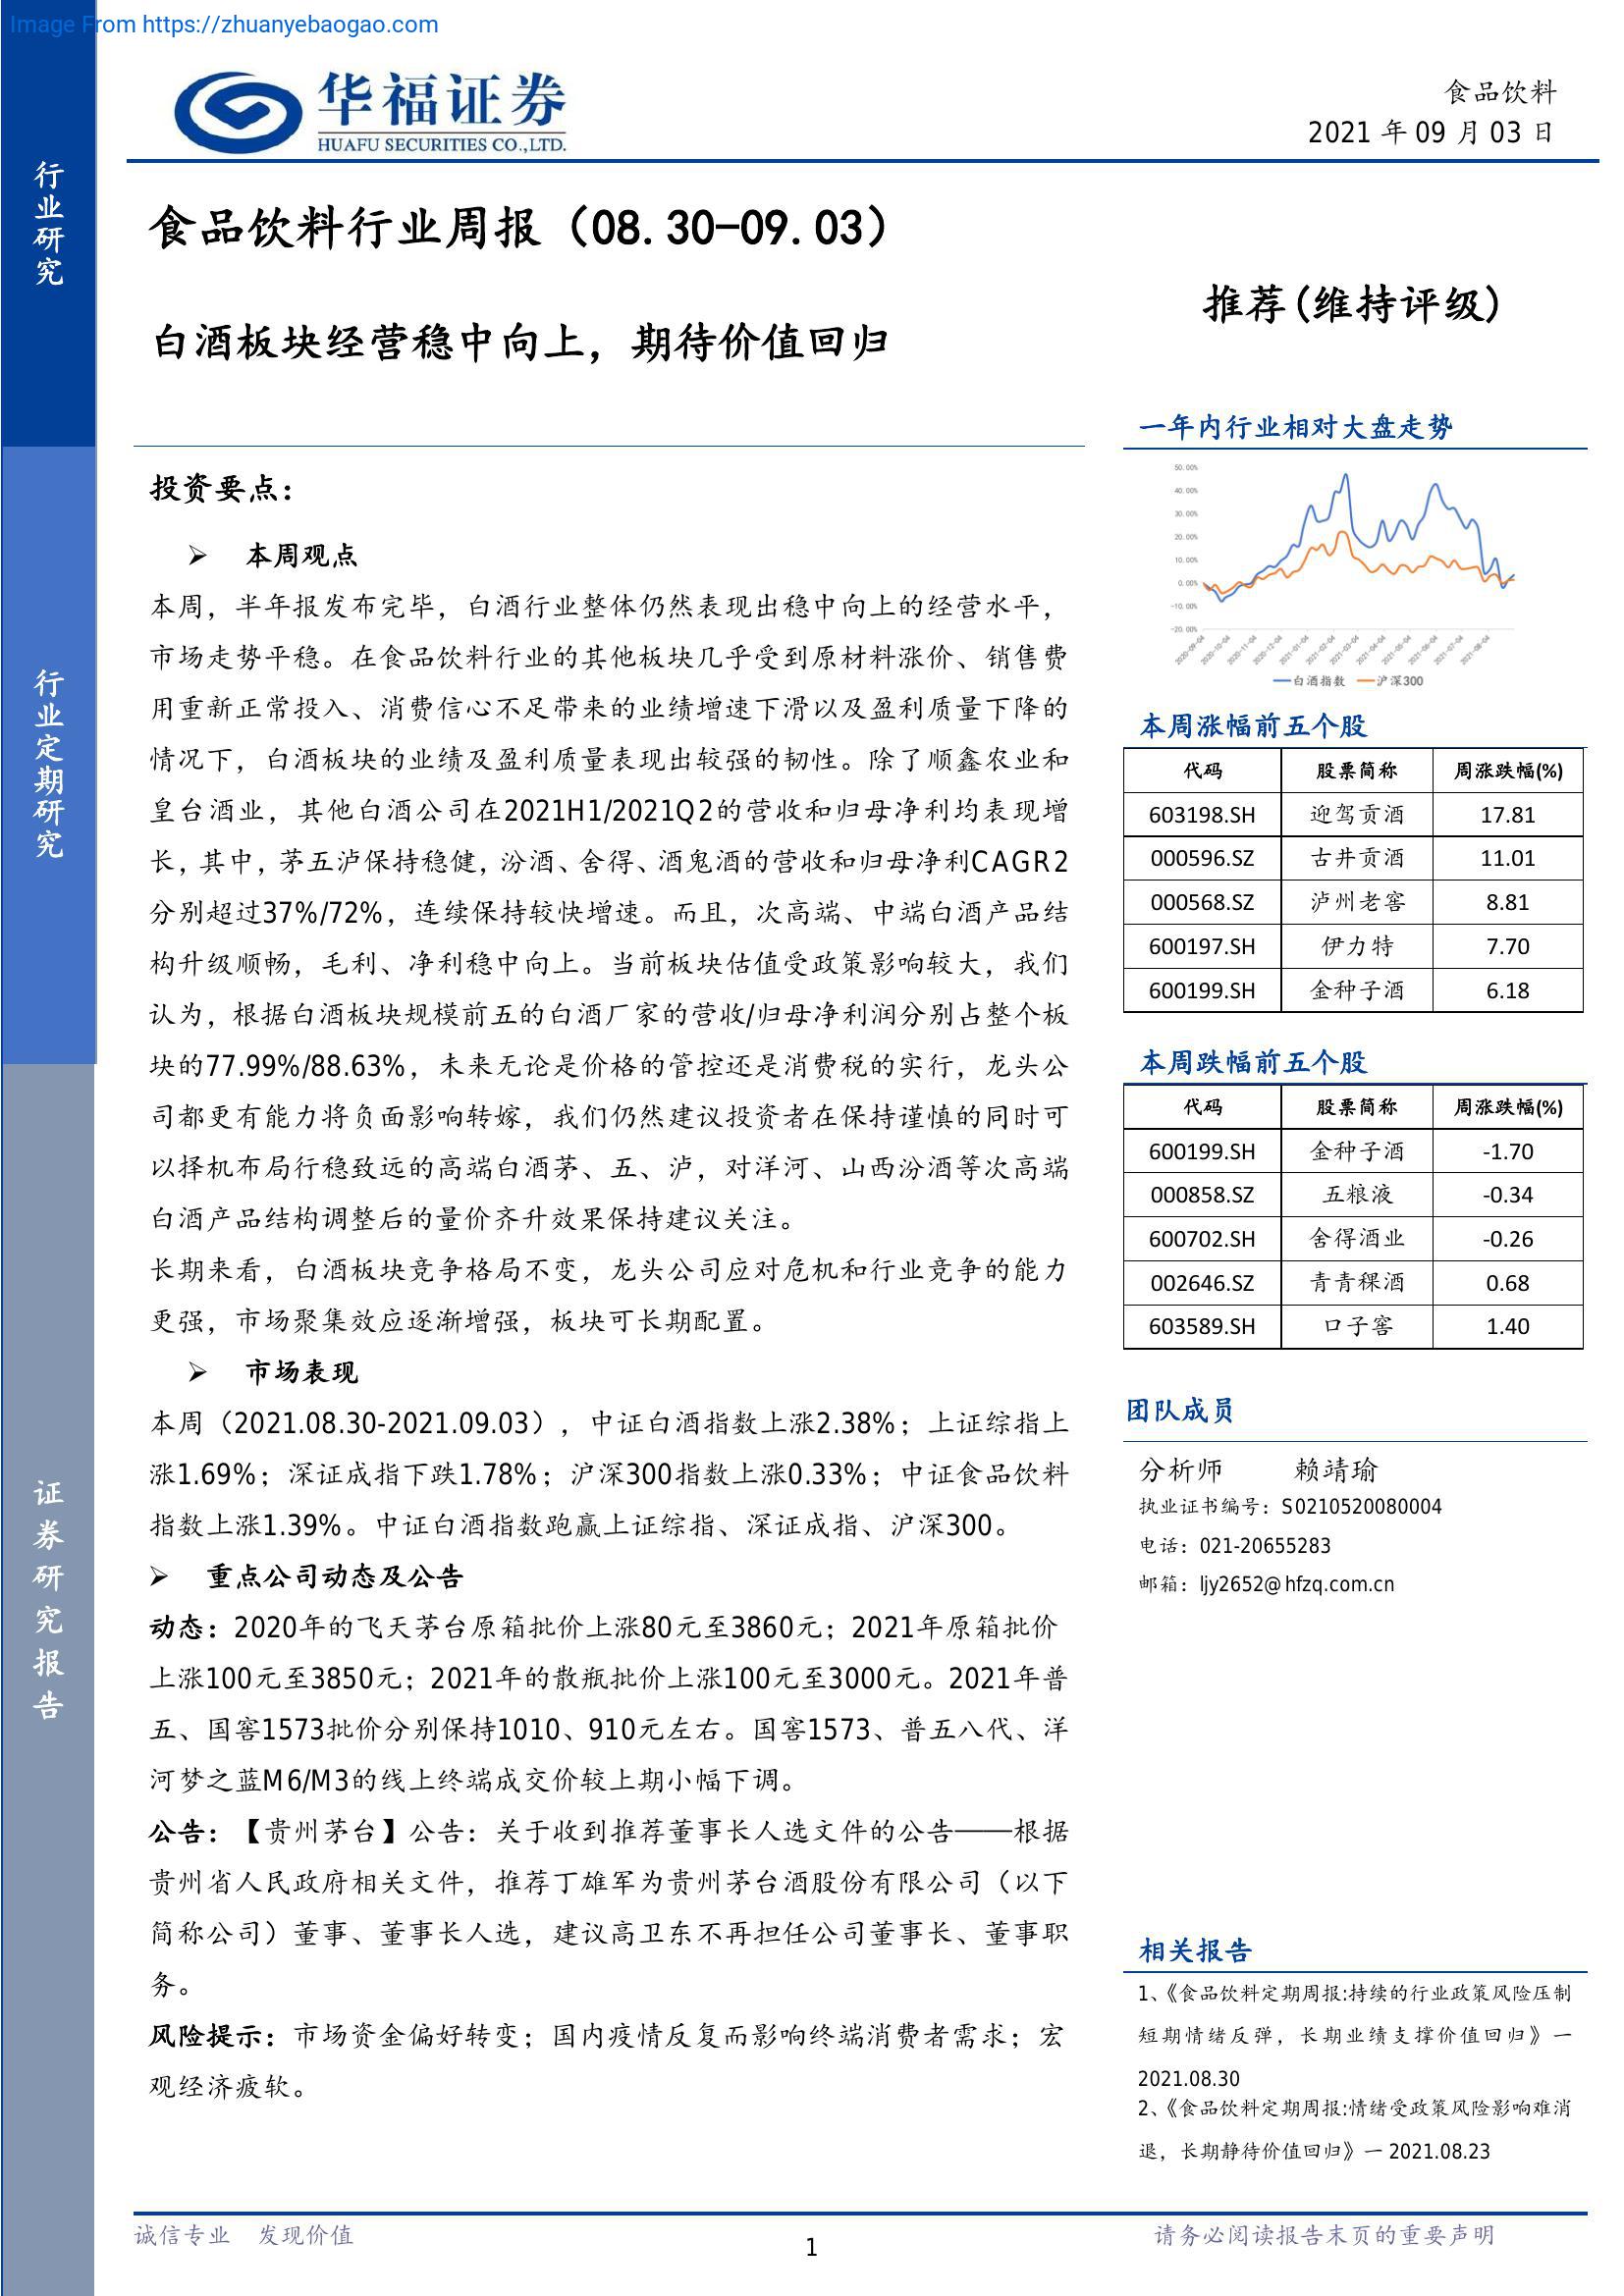 Image From https://zhuanyebaogao.com
行业研究
行业定期研究
证券研究报告
华福证券
HUAFU SECURITIES CO.,LTD.
食品饮料
2021 年 09 月 03 日
食品饮料行业周报（08.30-09.03）
白酒板块经营稳中向上，期待价值回归
推荐(维持评级)
投资要点：
➢ 本周观点
本周，半年报发布完毕，白酒行业整体仍然表现出稳中向上的经营水平，
市场走势平稳。在食品饮料行业的其他板块几乎受到原材料涨价、销售费
用重新正常投入、消费信心不足带来的业绩增速下滑以及盈利质量下降的
情况下，白酒板块的业绩及盈利质量表现出较强的韧性。除了顺鑫农业和
皇台酒业，其他白酒公司在2021H1/2021Q2的营收和归母净利均表现增
长，其中，茅五泸保持稳健，汾酒、舍得、酒鬼酒的营收和归母净利CAGR2
分别超过37%/72%，连续保持较快增速。而且，次高端、中端白酒产品结
构升级顺畅，毛利、净利稳中向上。当前板块估值受政策影响较大，我们
认为，根据白酒板块规模前五的白酒厂家的营收/归母净利润分别占整个板
块的77.99%/88.63%，未来无论是价格的管控还是消费税的实行，龙头公
司都更有能力将负面影响转嫁，我们仍然建议投资者在保持谨慎的同时可
以择机布局行稳致远的高端白酒茅、五、泸，对洋河、山西汾酒等次高端
白酒产品结构调整后的量价齐升效果保持建议关注。
长期来看，白酒板块竞争格局不变，龙头公司应对危机和行业竞争的能力
更强，市场聚集效应逐渐增强，板块可长期配置。
➢ 市场表现
本周（2021.08.30-2021.09.03），中证白酒指数上涨2.38%；上证综指上
涨1.69%；深证成指下跌1.78%；沪深300指数上涨0.33%；中证食品饮料
指数上涨1.39%。中证白酒指数跑赢上证综指、深证成指、沪深300。
➢ 重点公司动态及公告
动态：2020年的飞天茅台原箱批价上涨80元至3860元；2021年原箱批价
上涨100元至3850元；2021年的散瓶批价上涨100元至3000元。2021年普
五、国窖1573批价分别保持1010、910元左右。国窖1573、普五八代、洋
河梦之蓝M6/M3的线上终端成交价较上期小幅下调。
公告：【贵州茅台】公告：关于收到推荐董事长人选文件的公告——根据
贵州省人民政府相关文件，推荐丁雄军为贵州茅台酒股份有限公司（以下
简称公司）董事、董事长人选，建议高卫东不再担任公司董事长、董事职
务。
风险提示：市场资金偏好转变；国内疫情反复而影响终端消费者需求；宏
观经济疲软。
一年内行业相对大盘走势
50.00%
40.00%
30.00%
20.00%
10.00%
0.00%
-10.00%
-20.00%
2020-09-04 2020-10-04 2020-11-04 2020-12-04 2021-01-04 2021-02-04 2021-03-04 2021-04-04 2021-05-04 2021-06-04 2021-07-04 2021-08-04
白酒指数 沪深300
本周涨幅前五个股
代码 股票简称 周涨跌幅(%)
603198.SH 迎驾贡酒 17.81
000596.SZ 古井贡酒 11.01
000568.SZ 泸州老窖 8.81
600197.SH 伊力特 7.70
600199.SH 金种子酒 6.18
本周跌幅前五个股
代码 股票简称 周涨跌幅(%)
600199.SH 金种子酒 -1.70
000858.SZ 五粮液 -0.34
600702.SH 舍得酒业 -0.26
002646.SZ 青青稞酒 0.68
603589.SH 口子窖 1.40
团队成员
分析师 赖靖瑜
执业证书编号：S0210520080004
电话：021-20655283
邮箱：ljy2652@hfzq.com.cn
相关报告
1、《食品饮料定期周报:持续的行业政策风险压制
短期情绪反弹，长期业绩支撑价值回归》一
2021.08.30
2、《食品饮料定期周报:情绪受政策风险影响难消
退，长期静待价值回归》一 2021.08.23
诚信专业 发现价值
1
请务必阅读报告末页的重要声明